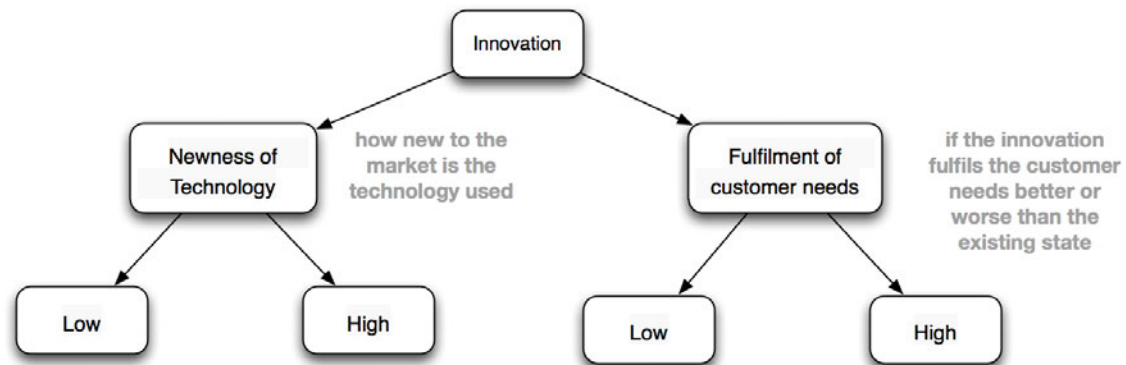 Innovation
Newness of
Technology
how new to the
market is the
technology used
Fulfilment of
customer needs
if the innovation
fulfils the customer
needs better or
worse than the
existing state
Low
High
Low
High